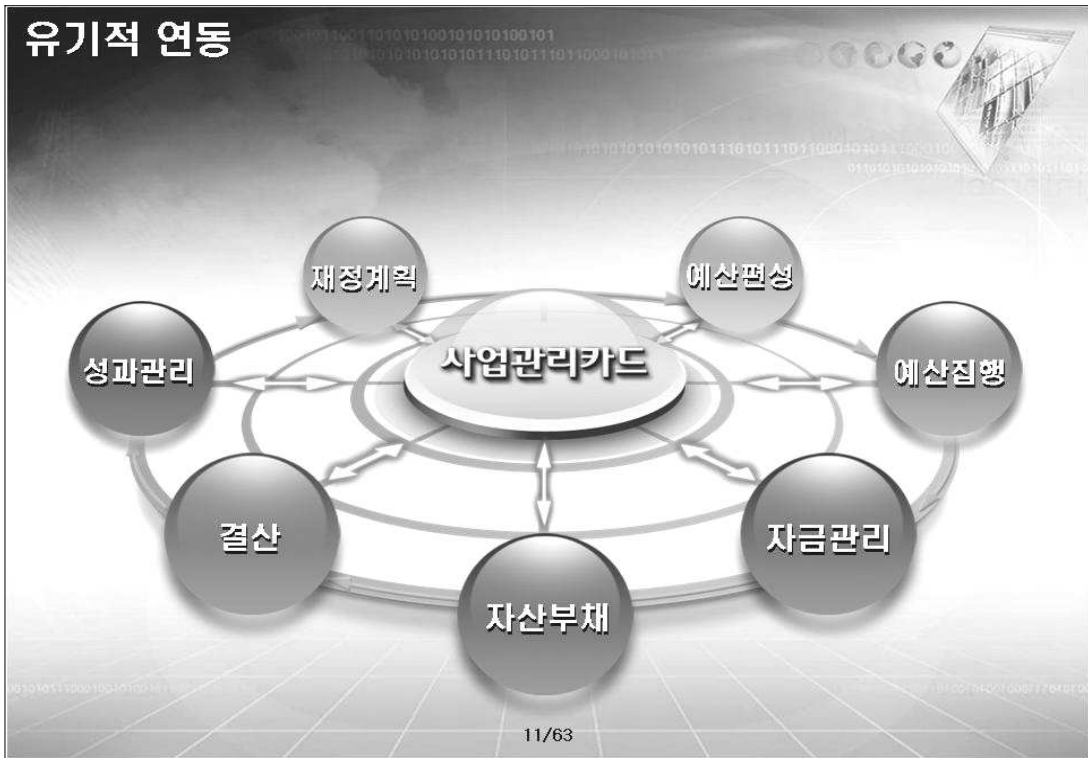 유기적 연동
재정계획
예산편성
성과관리
사업관리카드
예산집행
결산
자금관리
자산부채
11/63